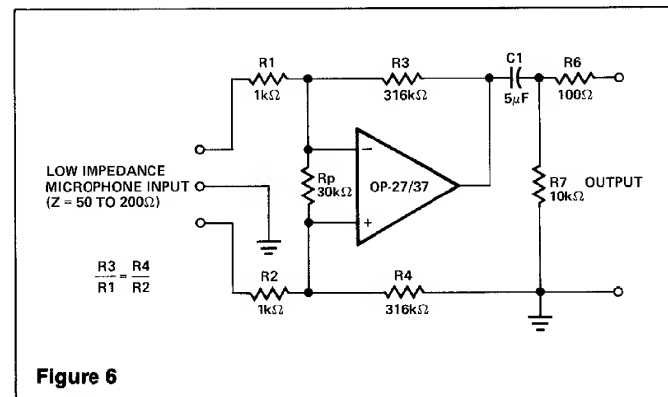 R1
1kΩ
R3
316kΩ
C1
5μF
R6
100Ω
LOW IMPEDANCE
MICROPHONE INPUT
(Z = 50 TO 200Ω)
Rp
30kΩ
−
+
OP-27/37
R7
10kΩ
OUTPUT
R3/R1 = R4/R2
R2
1kΩ
R4
316kΩ
Figure 6